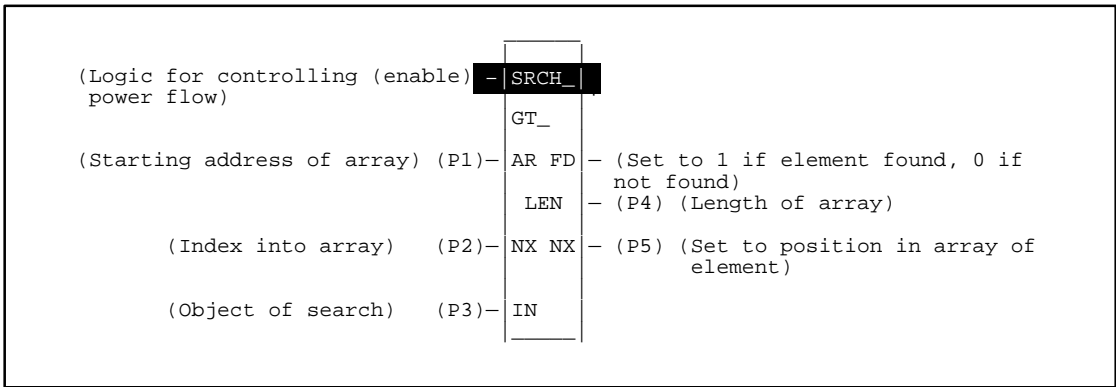 (Logic for controlling (enable) –|SRCH_|
power flow)
GT_
(Starting address of array) (P1)–|AR FD|– (Set to 1 if element found, 0 if
not found)
LEN |– (P4) (Length of array)
(Index into array) (P2)–|NX NX|– (P5) (Set to position in array of
element)
(Object of search) (P3)–|IN